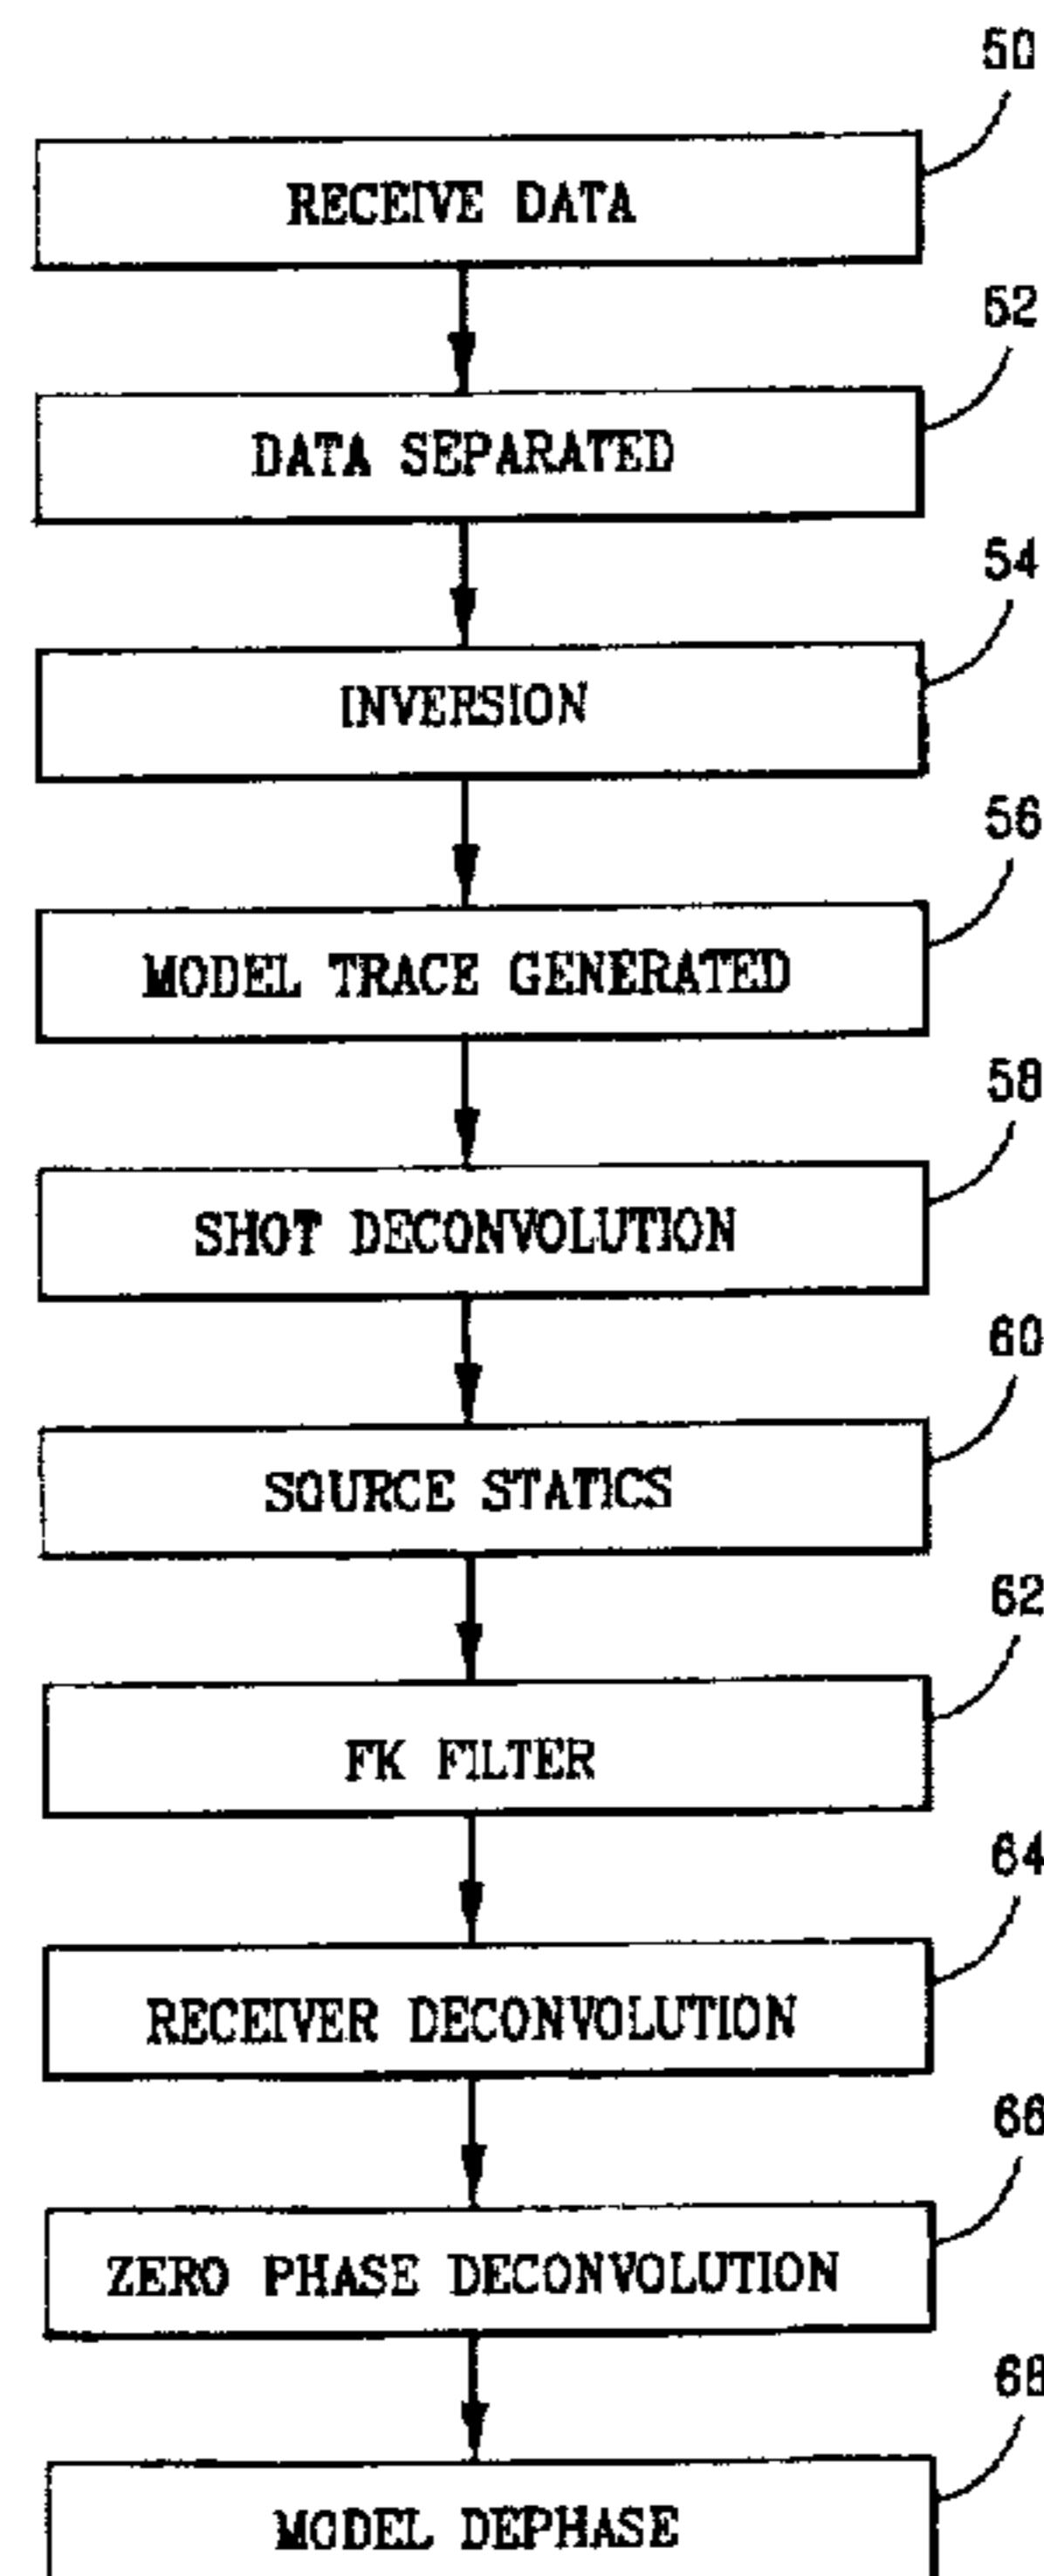 50
RECEIVE DATA
52
DATA SEPARATED
54
INVERSION
56
MODEL TRACE GENERATED
58
SHOT DECONVOLUTION
60
SOURCE STATICS
62
FK FILTER
64
RECEIVER DECONVOLUTION
66
ZERO PHASE DECONVOLUTION
68
MODEL DEPHASE